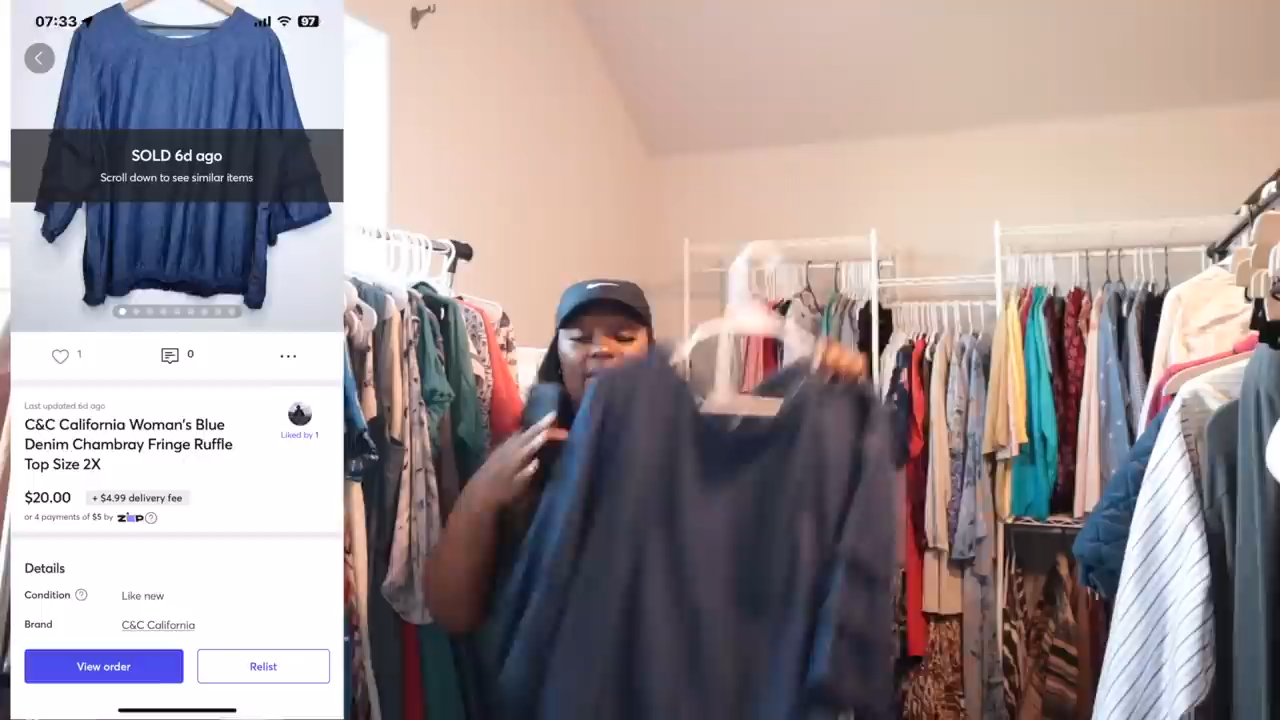 07:33
97
SOLD 6d ago
Scroll down to see similar items
1
0
Last updated 6d ago
C&C California Woman's Blue
Denim Chambray Fringe Ruffle
Top Size 2X
Liked by 1
$20.00
+ $4.99 delivery fee
or 4 payments of $5 by ZIP ?
Details
Condition ?
Like new
Brand
C&C California
View order
Relist